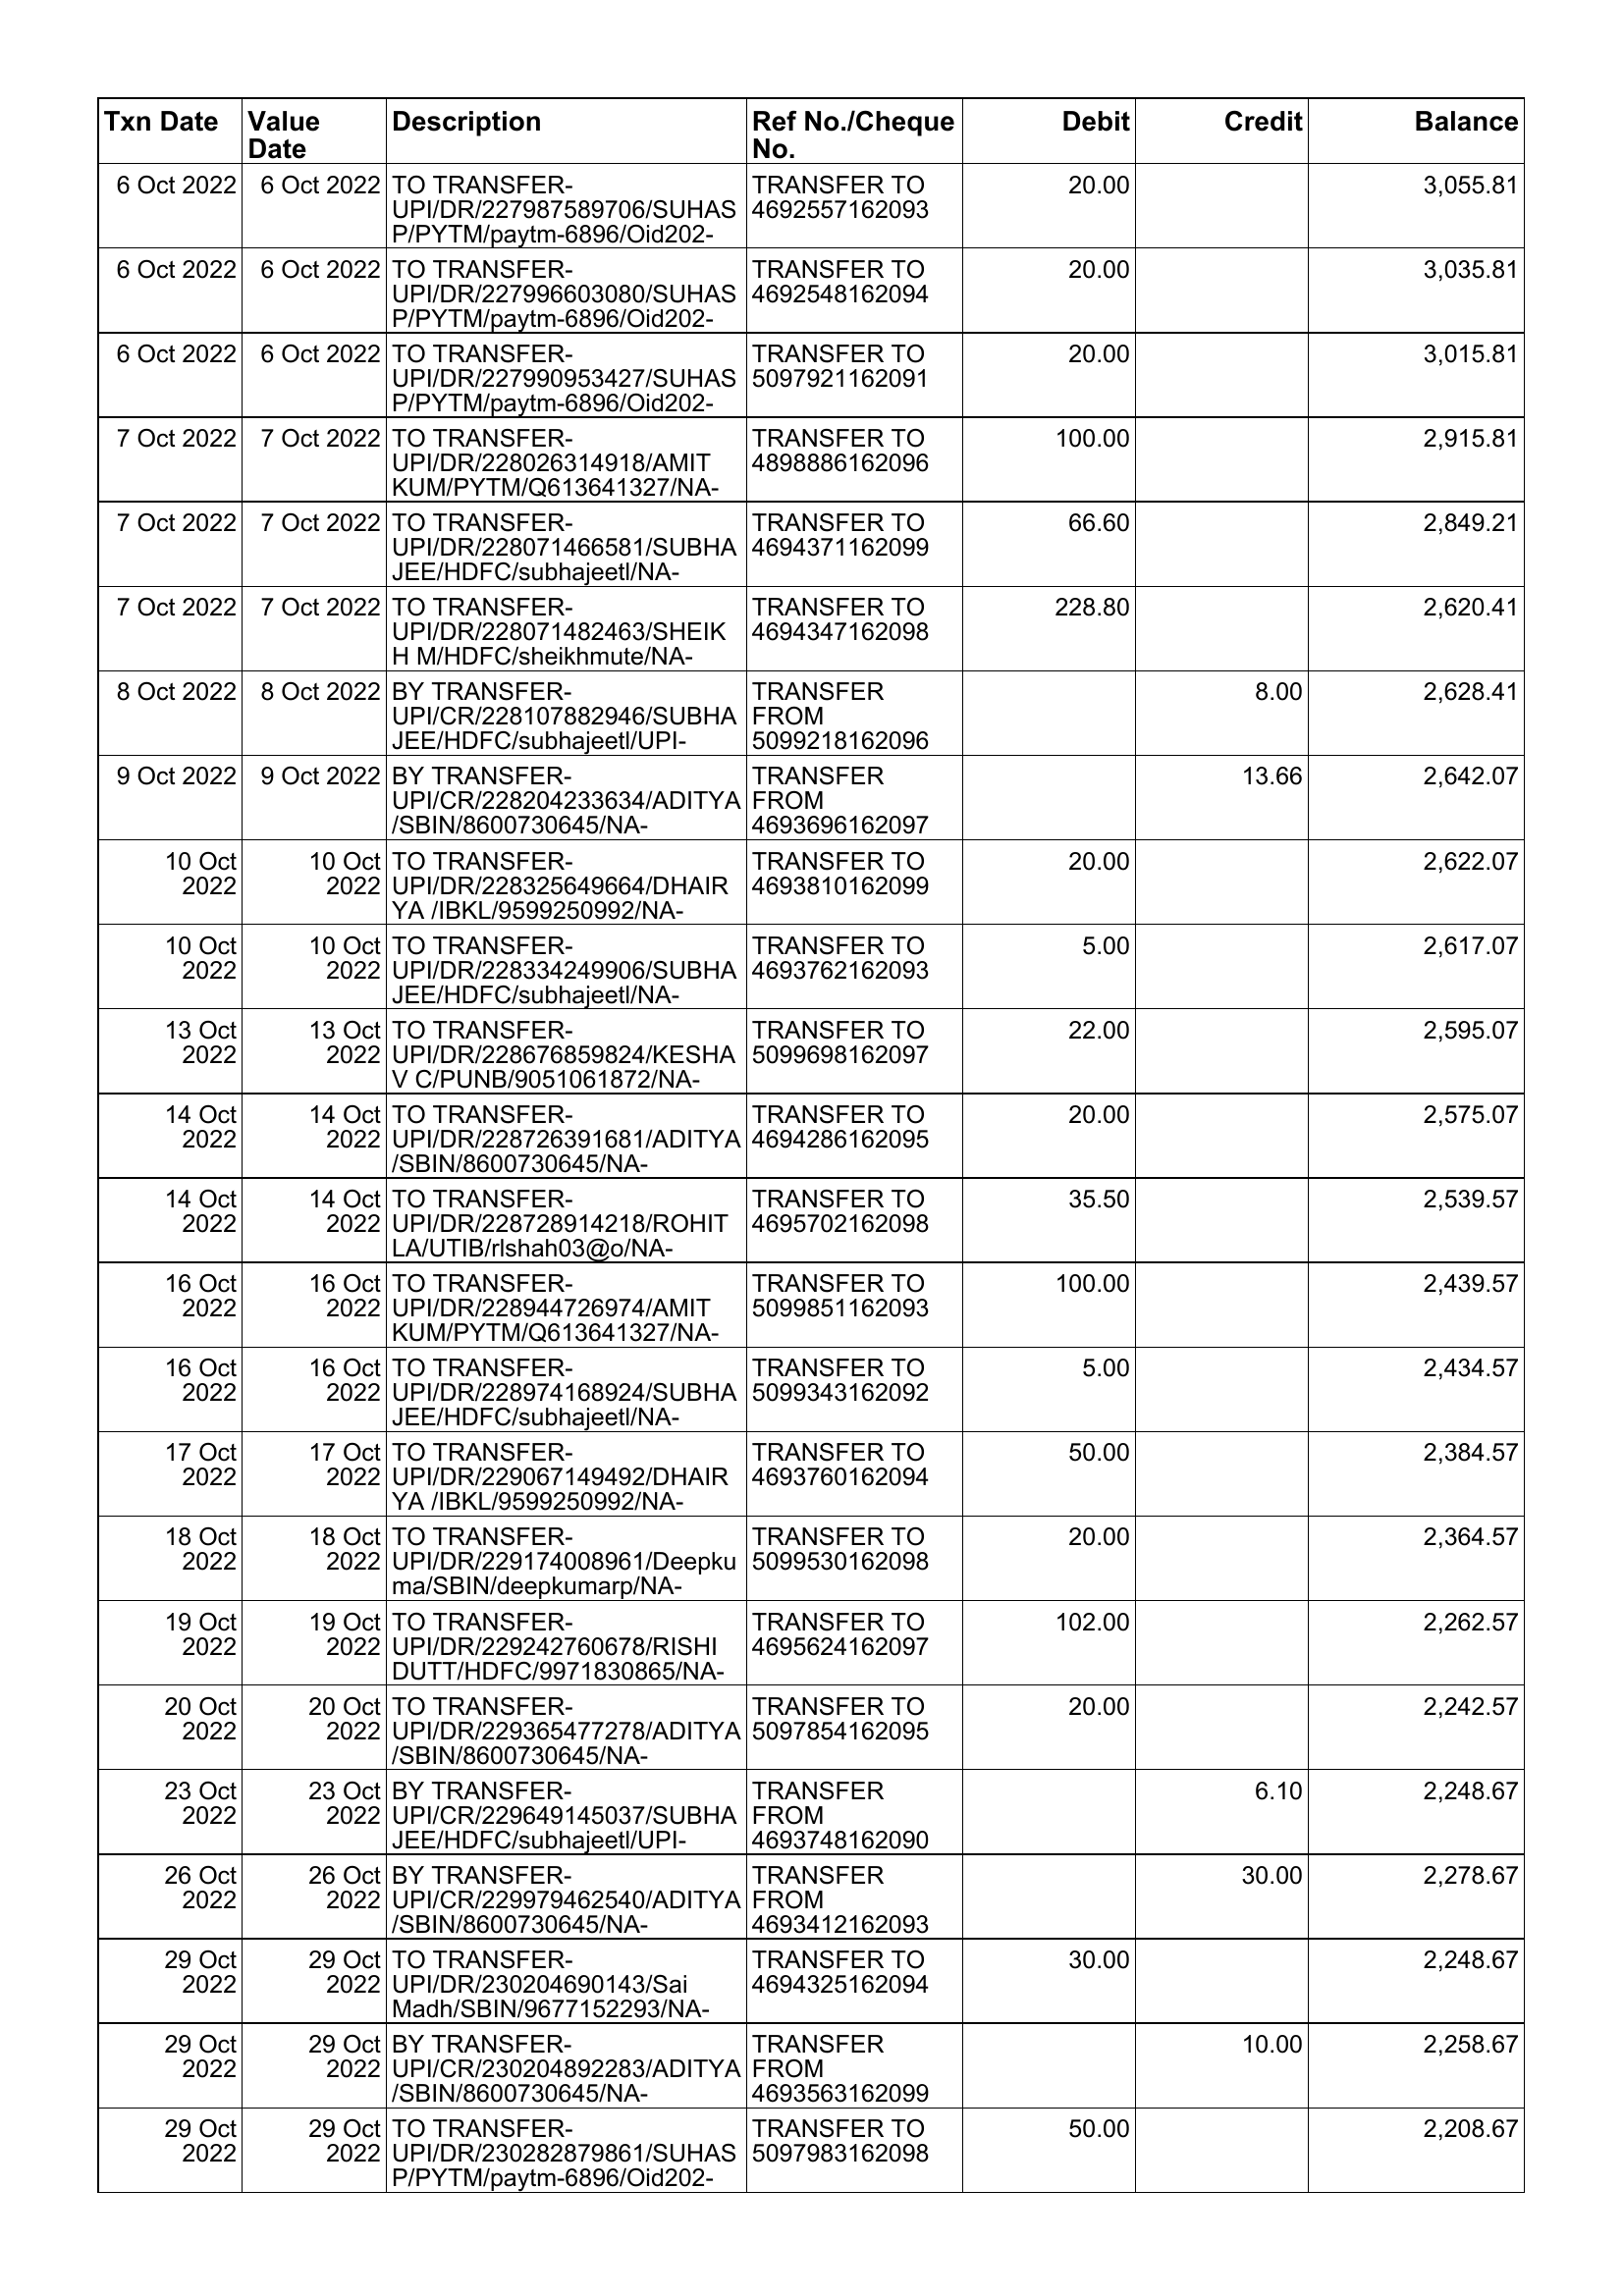 Txn Date Value Description Ref No./Cheque Debit Credit Balance
Date No.
6 Oct 2022 6 Oct 2022 TO TRANSFER- TRANSFER TO 20.00 3,055.81
UPI/DR/227987589706/SUHAS 4692557162093
P/PYTM/paytm-6896/Oid202-
6 Oct 2022 6 Oct 2022 TO TRANSFER- TRANSFER TO 20.00 3,035.81
UPI/DR/227996603080/SUHAS 4692548162094
P/PYTM/paytm-6896/Oid202-
6 Oct 2022 6 Oct 2022 TO TRANSFER- TRANSFER TO 20.00 3,015.81
UPI/DR/227990953427/SUHAS 5097921162091
P/PYTM/paytm-6896/Oid202-
7 Oct 2022 7 Oct 2022 TO TRANSFER- TRANSFER TO 100.00 2,915.81
UPI/DR/228026314918/AMIT 4898886162096
KUM/PYTM/Q613641327/NA-
7 Oct 2022 7 Oct 2022 TO TRANSFER- TRANSFER TO 66.60 2,849.21
UPI/DR/228071466581/SUBHA 4694371162099
JEE/HDFC/subhajeetl/NA-
7 Oct 2022 7 Oct 2022 TO TRANSFER- TRANSFER TO 228.80 2,620.41
UPI/DR/228071482463/SHEIK 4694347162098
H M/HDFC/sheikhmute/NA-
8 Oct 2022 8 Oct 2022 BY TRANSFER- TRANSFER 8.00 2,628.41
UPI/CR/228107882946/SUBHA FROM
JEE/HDFC/subhajeetl/UPI- 5099218162096
9 Oct 2022 9 Oct 2022 BY TRANSFER- TRANSFER 13.66 2,642.07
UPI/CR/228204233634/ADITYA FROM
/SBIN/8600730645/NA- 4693696162097
10 Oct 10 Oct TO TRANSFER- TRANSFER TO 20.00 2,622.07
2022 2022 UPI/DR/228325649664/DHAIR 4693810162099
YA /IBKL/9599250992/NA-
10 Oct 10 Oct TO TRANSFER- TRANSFER TO 5.00 2,617.07
2022 2022 UPI/DR/228334249906/SUBHA 4693762162093
JEE/HDFC/subhajeetl/NA-
13 Oct 13 Oct TO TRANSFER- TRANSFER TO 22.00 2,595.07
2022 2022 UPI/DR/228676859824/KESHA 5099698162097
V C/PUNB/9051061872/NA-
14 Oct 14 Oct TO TRANSFER- TRANSFER TO 20.00 2,575.07
2022 2022 UPI/DR/228726391681/ADITYA 4694286162095
/SBIN/8600730645/NA-
14 Oct 14 Oct TO TRANSFER- TRANSFER TO 35.50 2,539.57
2022 2022 UPI/DR/228728914218/ROHIT 4695702162098
LA/UTIB/rlshah03@o/NA-
16 Oct 16 Oct TO TRANSFER- TRANSFER TO 100.00 2,439.57
2022 2022 UPI/DR/228944726974/AMIT 5099851162093
KUM/PYTM/Q613641327/NA-
16 Oct 16 Oct TO TRANSFER- TRANSFER TO 5.00 2,434.57
2022 2022 UPI/DR/228974168924/SUBHA 5099343162092
JEE/HDFC/subhajeetl/NA-
17 Oct 17 Oct TO TRANSFER- TRANSFER TO 50.00 2,384.57
2022 2022 UPI/DR/229067149492/DHAIR 4693760162094
YA /IBKL/9599250992/NA-
18 Oct 18 Oct TO TRANSFER- TRANSFER TO 20.00 2,364.57
2022 2022 UPI/DR/229174008961/Deepku 5099530162098
ma/SBIN/deepkumarp/NA-
19 Oct 19 Oct TO TRANSFER- TRANSFER TO 102.00 2,262.57
2022 2022 UPI/DR/229242760678/RISHI 4695624162097
DUTT/HDFC/9971830865/NA-
20 Oct 20 Oct TO TRANSFER- TRANSFER TO 20.00 2,242.57
2022 2022 UPI/DR/229365477278/ADITYA 5097854162095
/SBIN/8600730645/NA-
23 Oct 23 Oct BY TRANSFER- TRANSFER 6.10 2,248.67
2022 2022 UPI/CR/229649145037/SUBHA FROM
JEE/HDFC/subhajeetl/UPI- 4693748162090
26 Oct 26 Oct BY TRANSFER- TRANSFER 30.00 2,278.67
2022 2022 UPI/CR/229979462540/ADITYA FROM
/SBIN/8600730645/NA- 4693412162093
29 Oct 29 Oct TO TRANSFER- TRANSFER TO 30.00 2,248.67
2022 2022 UPI/DR/230204690143/Sai 4694325162094
Madh/SBIN/9677152293/NA-
29 Oct 29 Oct BY TRANSFER- TRANSFER 10.00 2,258.67
2022 2022 UPI/CR/230204892283/ADITYA FROM
/SBIN/8600730645/NA- 4693563162099
29 Oct 29 Oct TO TRANSFER- TRANSFER TO 50.00 2,208.67
2022 2022 UPI/DR/230282879861/SUHAS 5097983162098
P/PYTM/paytm-6896/Oid202-